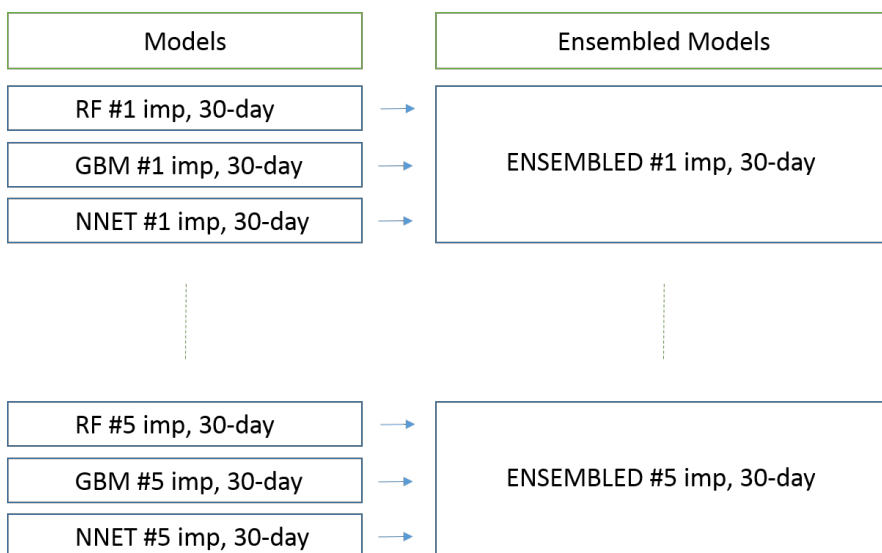 Models
Ensembled Models
RF #1 imp, 30-day
GBM #1 imp, 30-day
ENSEMBLED #1 imp, 30-day
NNET #1 imp, 30-day
RF #5 imp, 30-day
GBM #5 imp, 30-day
ENSEMBLED #5 imp, 30-day
NNET #5 imp, 30-day